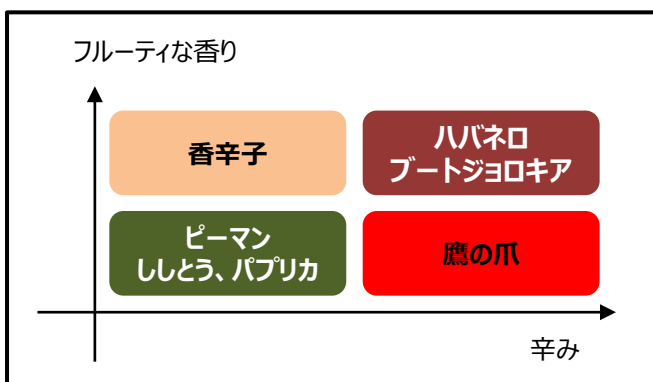 フルーティな香り
香辛子
ハバネロ
ブートジョロキア
ピーマン
ししとう、パプリカ
鷹の爪
辛み